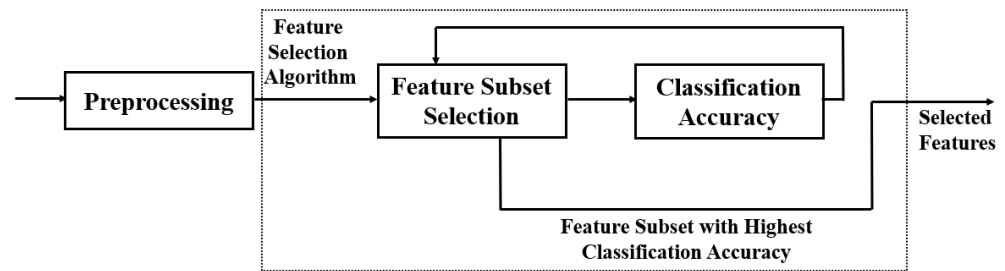 Feature
Selection
Algorithm
Preprocessing
Feature Subset
Selection
Classification
Accuracy
Selected
Features
Feature Subset with Highest
Classification Accuracy